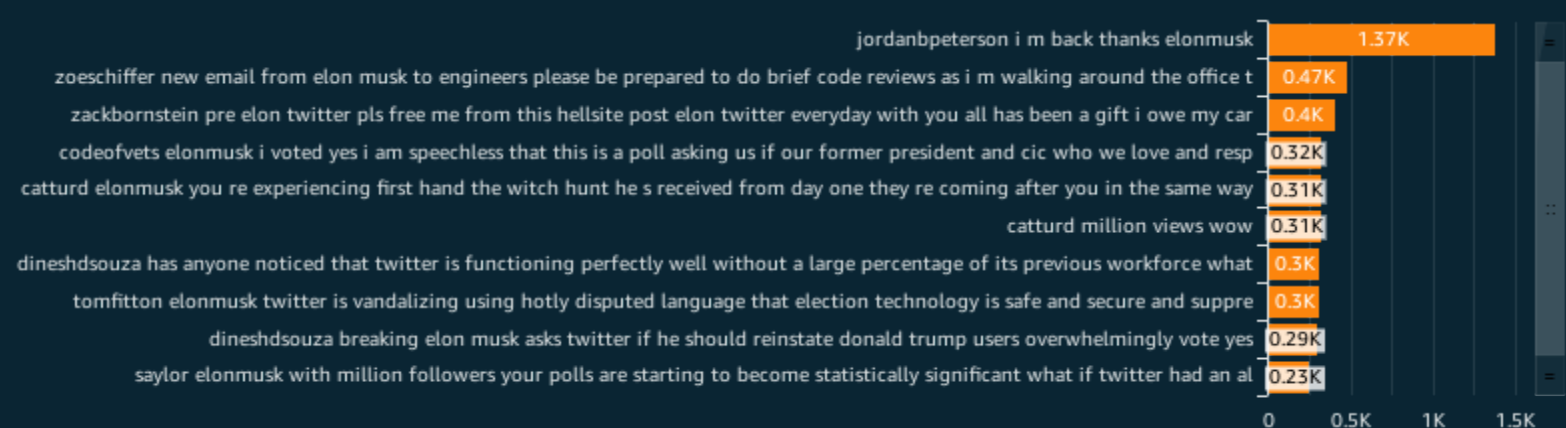 jordanbpeterson i m back thanks elonmusk 1.37K
zoeschiffer new email from elon musk to engineers please be prepared to do brief code reviews as i m walking around the office t 0.47K
zackbornstein pre elon twitter pls free me from this hellsite post elon twitter everyday with you all has been a gift i owe my car 0.4K
codeofvets elonmusk i voted yes i am speechless that this is a poll asking us if our former president and cic who we love and resp 0.32K
catturd elonmusk you re experiencing first hand the witch hunt he s received from day one they re coming after you in the same way 0.31K
catturd million views wow 0.31K
dineshdsouza has anyone noticed that twitter is functioning perfectly well without a large percentage of its previous workforce what 0.3K
tomfitton elonmusk twitter is vandalizing using hotly disputed language that election technology is safe and secure and suppre 0.3K
dineshdsouza breaking elon musk asks twitter if he should reinstate donald trump users overwhelmingly vote yes 0.29K
saylor elonmusk with million followers your polls are starting to become statistically significant what if twitter had an al 0.23K
0 0.5K 1K 1.5K